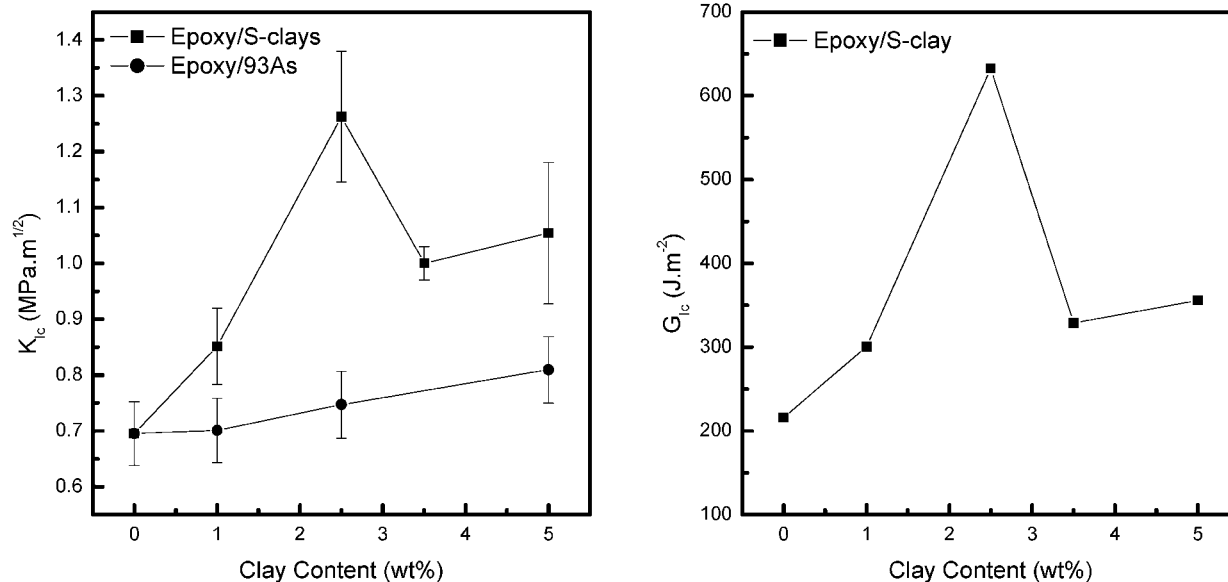 Epoxy/S-clays
Epoxy/93As
1.4
1.3
1.2
1.1
1.0
0.9
0.8
0.7
0.6
K_Ic (MPa.m^1/2)
0 1 2 3 4 5
Clay Content (wt%)
Epoxy/S-clay
700
600
500
400
300
200
100
G_Ic (J.m^-2)
0 1 2 3 4 5
Clay Content (wt%)